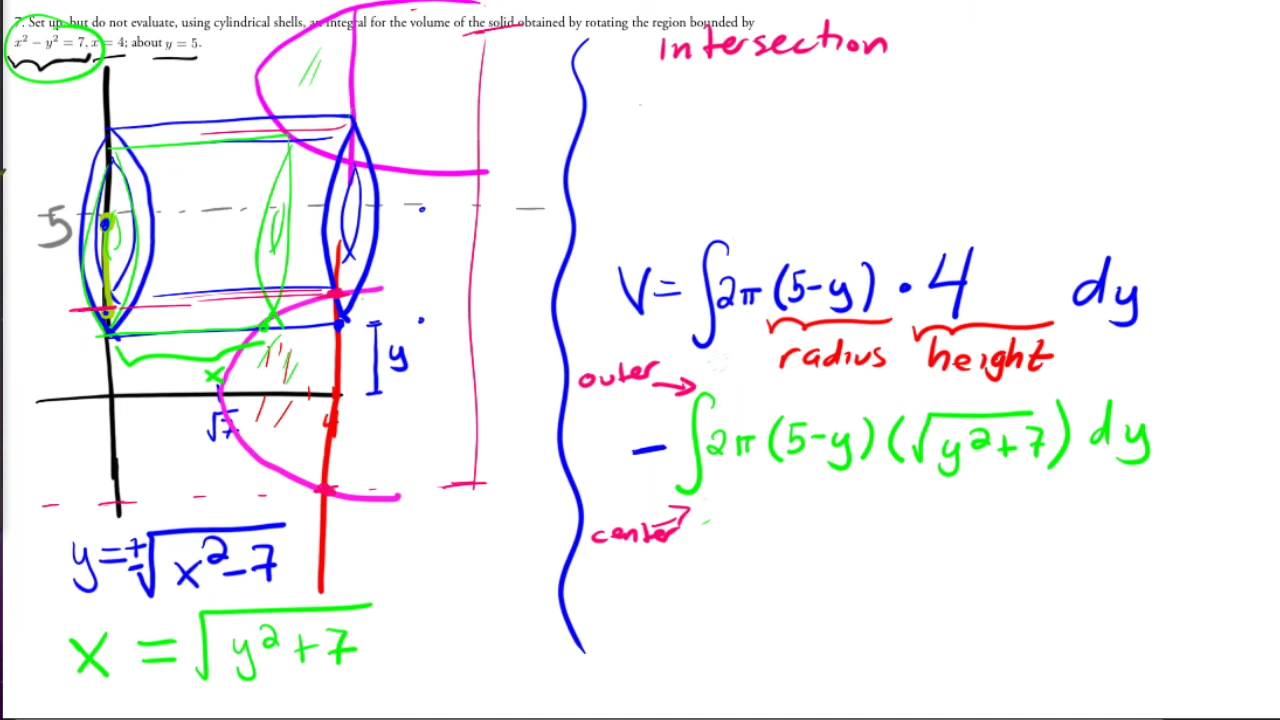 7. Set up, but do not evaluate, using cylindrical shells, an integral for the volume of the solid obtained by rotating the region bounded by
x² − y² = 7, x = 4; about y = 5.
intersection
5
y
x
√7
4
V = ∫ 2π (5-y) · 4 dy
radius height
outer →
- ∫ 2π (5-y) (√y²+7) dy
center →
y = ±√x²-7
x = √y²+7